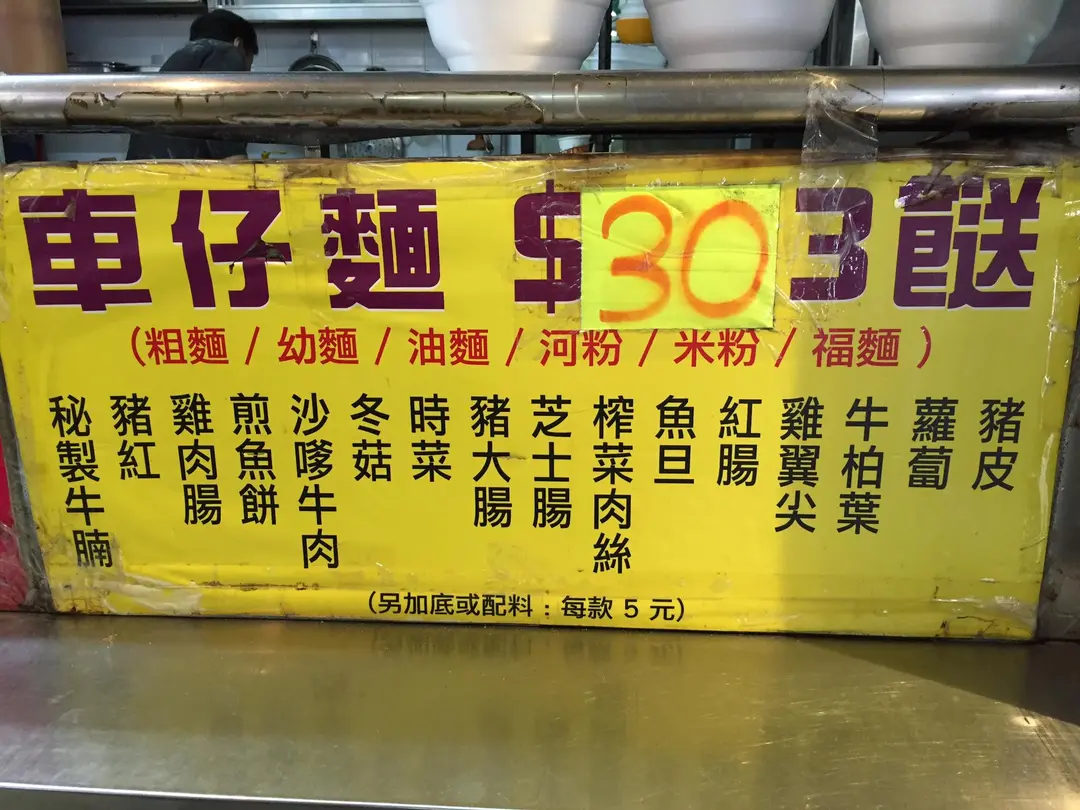 車仔麵 $30 3餸
（粗麵 / 幼麵 / 油麵 / 河粉 / 米粉 / 福麵 ）
秘製牛腩
豬紅
雞肉腸
煎魚餅
沙嗲牛肉
冬菇
時菜
豬大腸
芝士腸
榨菜肉絲
魚旦
紅腸
雞翼尖
牛柏葉
蘿蔔
豬皮
（另加底或配料：每款 5 元）